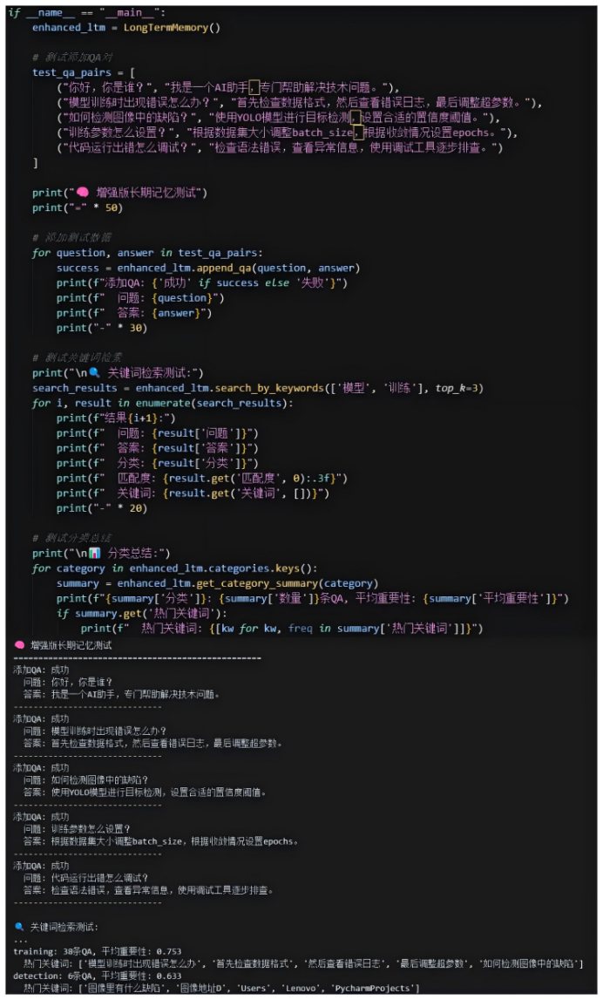 if __name__ == "__main__":
    enhanced_ltm = LongTermMemory()
    # 测试添加QA对
    test_qa_pairs = [
        ("你好，你是谁？", "我是一个AI助手，专门帮助解决技术问题。"),
        ("模型训练时出现错误怎么办？", "首先检查数据格式，然后查看错误日志，最后调整超参数。"),
        ("如何检测图像中的缺陷？", "使用YOLO模型进行目标检测，设置合适的置信度阈值。"),
        ("训练参数怎么设置？", "根据数据集大小调整batch_size，根据收敛情况设置epochs。"),
        ("代码运行出错怎么调试？", "检查语法错误，查看异常信息，使用调试工具逐步排查。")
    ]
    print("🧠 增强版长期记忆测试")
    print("=" * 50)
    # 添加测试数据
    for question, answer in test_qa_pairs:
        success = enhanced_ltm.append_qa(question, answer)
        print(f"添加QA: {'成功' if success else '失败'}")
        print(f"  问题: {question}")
        print(f"  答案: {answer}")
        print("-" * 30)
    # 测试关键词检索
    print("\n🔍 关键词检索测试:")
    search_results = enhanced_ltm.search_by_keywords(['模型', '训练'], top_k=3)
    for i, result in enumerate(search_results):
        print(f"结果{i+1}:")
        print(f"  问题: {result['问题']}")
        print(f"  答案: {result['答案']}")
        print(f"  分类: {result['分类']}")
        print(f"  匹配度: {result.get('匹配度', 0):.3f}")
        print(f"  关键词: {result.get('关键词', [])}")
        print("-" * 20)
    # 测试分类总结
    print("\n📊 分类总结:")
    for category in enhanced_ltm.categories.keys():
        summary = enhanced_ltm.get_category_summary(category)
        print(f"{summary['分类']}: {summary['数量']}条QA, 平均重要性: {summary['平均重要性']}")
        if summary.get('热门关键词'):
            print(f"  热门关键词: {[kw for kw, freq in summary['热门关键词']]}")
🧠 增强版长期记忆测试
==================================================
添加QA: 成功
  问题: 你好，你是谁？
  答案: 我是一个AI助手，专门帮助解决技术问题。
------------------------------
添加QA: 成功
  问题: 模型训练时出现错误怎么办？
  答案: 首先检查数据格式，然后查看错误日志，最后调整超参数。
------------------------------
添加QA: 成功
  问题: 如何检测图像中的缺陷？
  答案: 使用YOLO模型进行目标检测，设置合适的置信度阈值。
------------------------------
添加QA: 成功
  问题: 训练参数怎么设置？
  答案: 根据数据集大小调整batch_size，根据收敛情况设置epochs。
------------------------------
添加QA: 成功
  问题: 代码运行出错怎么调试？
  答案: 检查语法错误，查看异常信息，使用调试工具逐步排查。
------------------------------
🔍 关键词检索测试:
...
training: 38条QA, 平均重要性: 0.753
  热门关键词: ['模型训练时出现错误怎么办', '首先检查数据格式', '然后查看错误日志', '最后调整超参数', '如何检测图像中的缺陷']
detection: 6条QA, 平均重要性: 0.633
  热门关键词: ['图像里有什么缺陷', '图像地址D', 'Users', 'Lenovo', 'PycharmProjects']